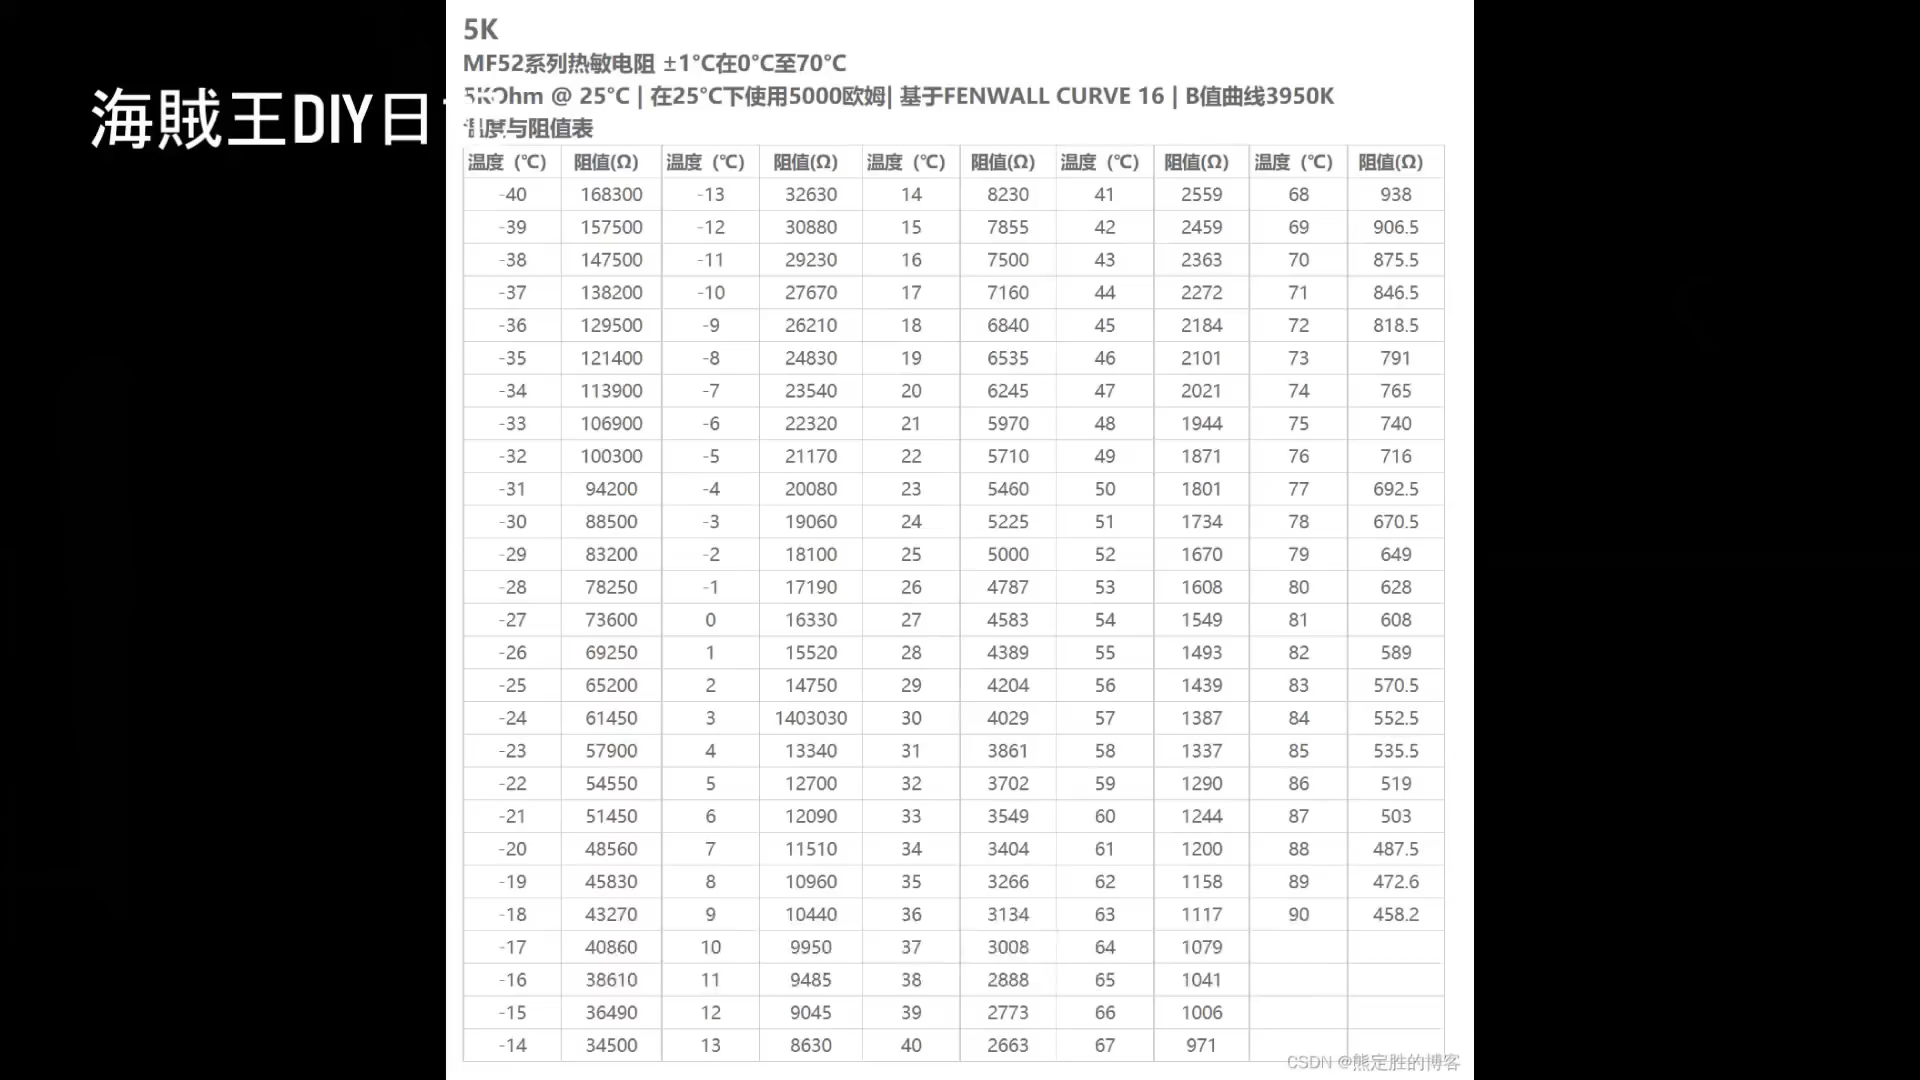 5K
MF52系列热敏电阻 ±1°C在0°C至70°C
海賊王DIY日
5KOhm @ 25°C | 在25°C下使用5000欧姆| 基于FENWALL CURVE 16 | B值曲线3950K
温度与阻值表
温度（℃） 阻值(Ω) 温度（℃） 阻值(Ω) 温度（℃） 阻值(Ω) 温度（℃） 阻值(Ω) 温度（℃） 阻值(Ω)
-40 168300 -13 32630 14 8230 41 2559 68 938
-39 157500 -12 30880 15 7855 42 2459 69 906.5
-38 147500 -11 29230 16 7500 43 2363 70 875.5
-37 138200 -10 27670 17 7160 44 2272 71 846.5
-36 129500 -9 26210 18 6840 45 2184 72 818.5
-35 121400 -8 24830 19 6535 46 2101 73 791
-34 113900 -7 23540 20 6245 47 2021 74 765
-33 106900 -6 22320 21 5970 48 1944 75 740
-32 100300 -5 21170 22 5710 49 1871 76 716
-31 94200 -4 20080 23 5460 50 1801 77 692.5
-30 88500 -3 19060 24 5225 51 1734 78 670.5
-29 83200 -2 18100 25 5000 52 1670 79 649
-28 78250 -1 17190 26 4787 53 1608 80 628
-27 73600 0 16330 27 4583 54 1549 81 608
-26 69250 1 15520 28 4389 55 1493 82 589
-25 65200 2 14750 29 4204 56 1439 83 570.5
-24 61450 3 1403030 30 4029 57 1387 84 552.5
-23 57900 4 13340 31 3861 58 1337 85 535.5
-22 54550 5 12700 32 3702 59 1290 86 519
-21 51450 6 12090 33 3549 60 1244 87 503
-20 48560 7 11510 34 3404 61 1200 88 487.5
-19 45830 8 10960 35 3266 62 1158 89 472.6
-18 43270 9 10440 36 3134 63 1117 90 458.2
-17 40860 10 9950 37 3008 64 1079
-16 38610 11 9485 38 2888 65 1041
-15 36490 12 9045 39 2773 66 1006
-14 34500 13 8630 40 2663 67 971
CSDN @熊定胜的博客